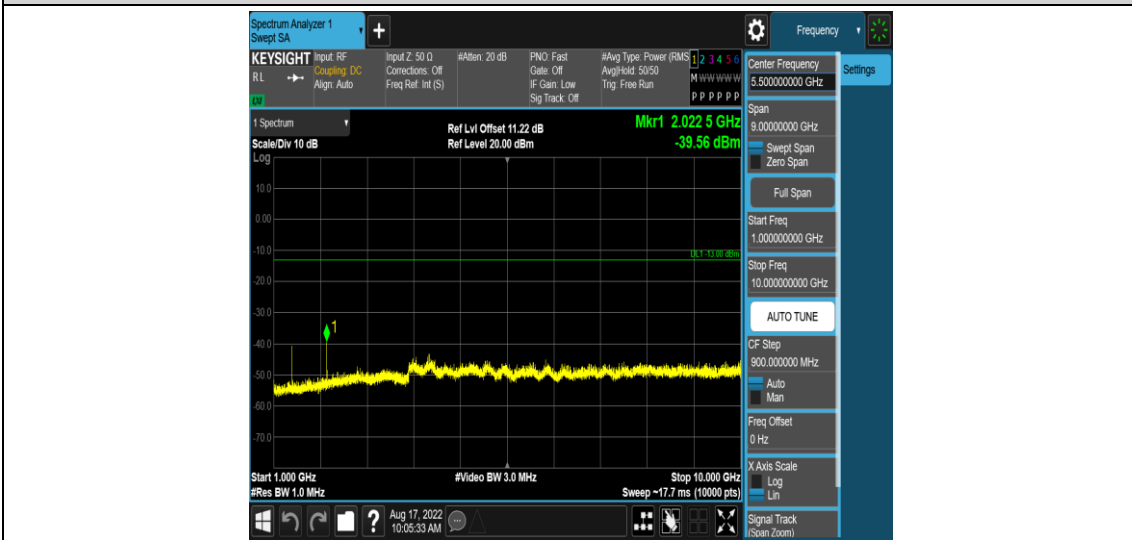 Spectrum Analyzer 1
Swept SA
+
Frequency
KEYSIGHT
RL
LXI
Input: RF
Coupling: DC
Align: Auto
Input Z: 50 Ω
Corrections: Off
Freq Ref: Int (S)
#Atten: 20 dB
PNO: Fast
Gate: Off
IF Gain: Low
Sig Track: Off
#Avg Type: Power (RMS
Avg|Hold: 50/50
Trig: Free Run
1 2 3 4 5 6
M W W W W W
P P P P P P
1 Spectrum
Scale/Div 10 dB
Log
Ref Lvl Offset 11.22 dB
Ref Level 20.00 dBm
Mkr1 2.022 5 GHz
-39.56 dBm
10.0
0.00
-10.0
DL1 -13.00 dBm
-20.0
-30.0
1
-40.0
-50.0
-60.0
-70.0
Start 1.000 GHz
#Res BW 1.0 MHz
#Video BW 3.0 MHz
Stop 10.000 GHz
Sweep ~17.7 ms (10000 pts)
?
Aug 17, 2022
10:05:33 AM
Center Frequency
5.500000000 GHz
Settings
Span
9.00000000 GHz
Swept Span
Zero Span
Full Span
Start Freq
1.000000000 GHz
Stop Freq
10.000000000 GHz
AUTO TUNE
CF Step
900.000000 MHz
Auto
Man
Freq Offset
0 Hz
X Axis Scale
Log
Lin
Signal Track
(Span Zoom)